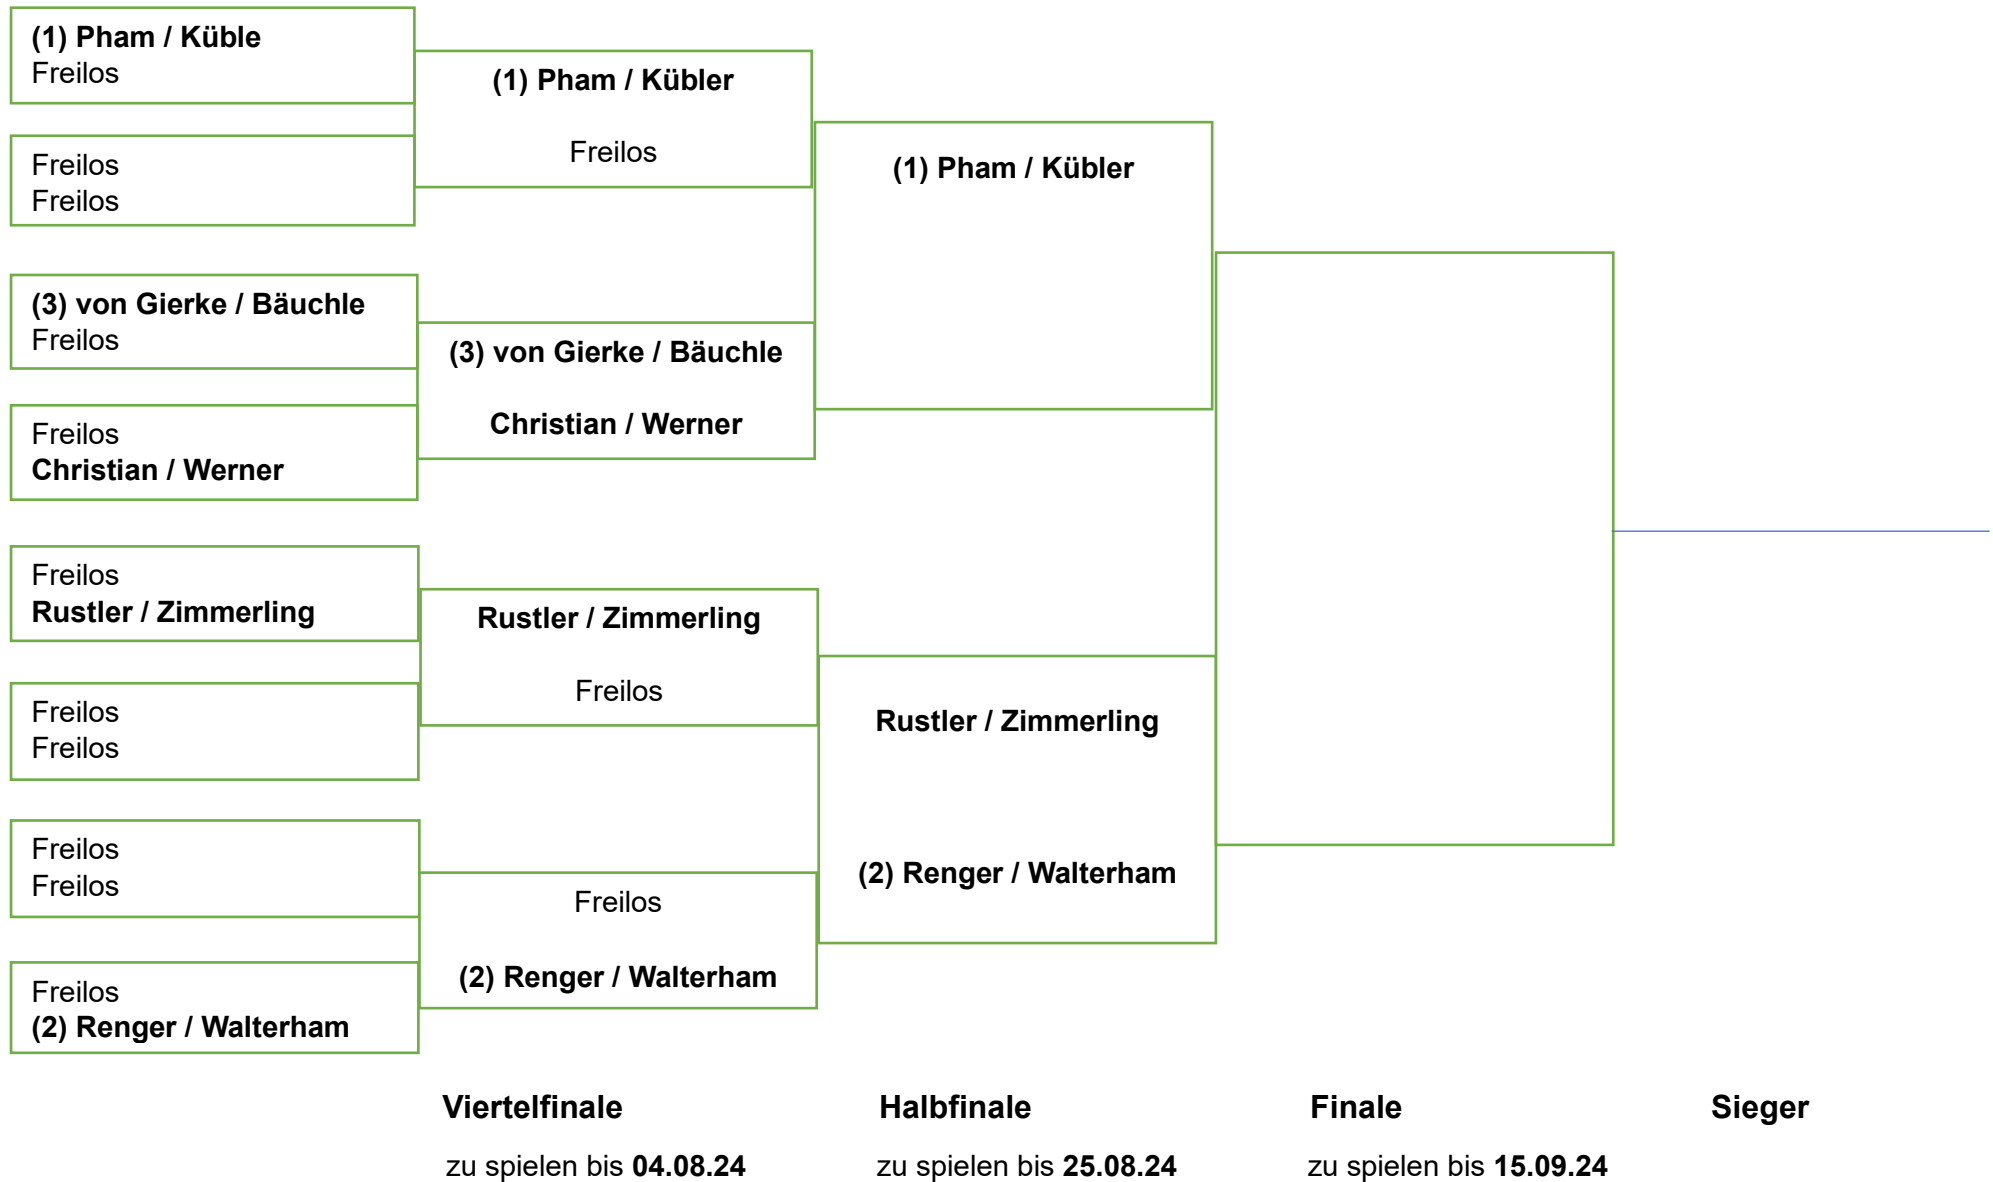 (1) Pham / Küble
Freilos
Freilos
Freilos
(3) von Gierke / Bäuchle
Freilos
Freilos
Christian / Werner
Freilos
Rustler / Zimmerling
Freilos
Freilos
Freilos
Freilos
Freilos
(2) Renger / Walterham
(1) Pham / Kübler
Freilos
(3) von Gierke / Bäuchle
Christian / Werner
Rustler / Zimmerling
Freilos
Freilos
(2) Renger / Walterham
(1) Pham / Kübler
Rustler / Zimmerling
(2) Renger / Walterham
Viertelfinale
Halbfinale
Finale
Sieger
zu spielen bis 04.08.24
zu spielen bis 25.08.24
zu spielen bis 15.09.24